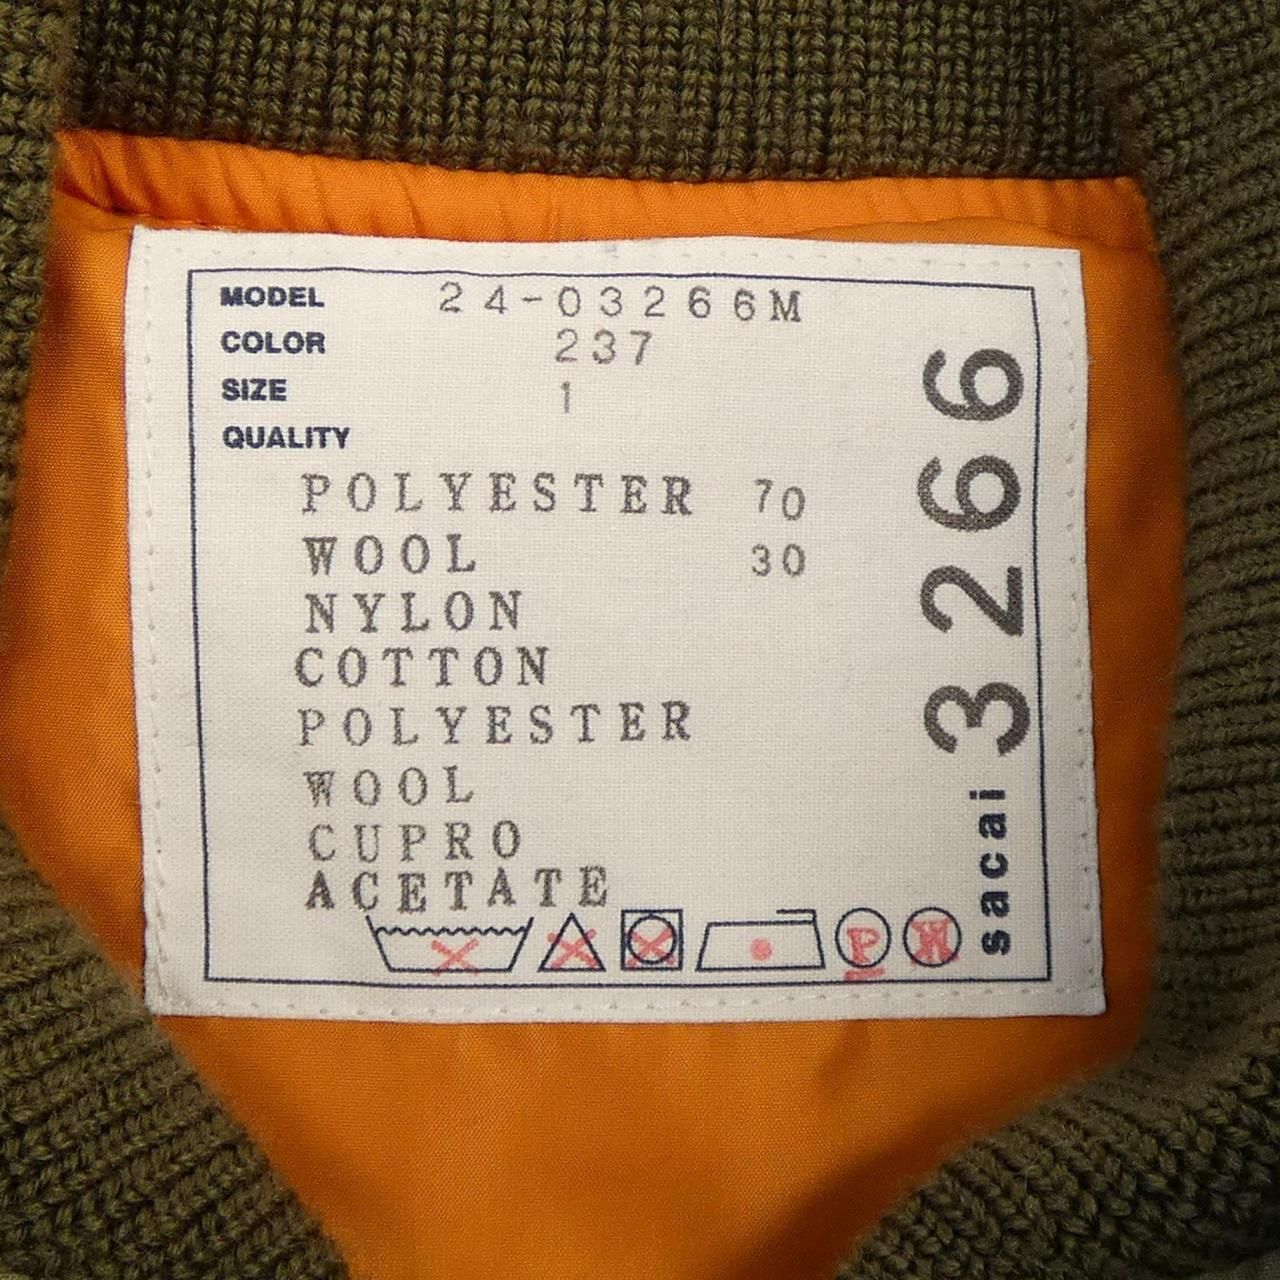 MODEL 24-03266M
COLOR 237
SIZE 1
QUALITY
POLYESTER 70
WOOL 30
NYLON
COTTON
POLYESTER
WOOL
CUPRO
ACETATE
P W
sacai 3266